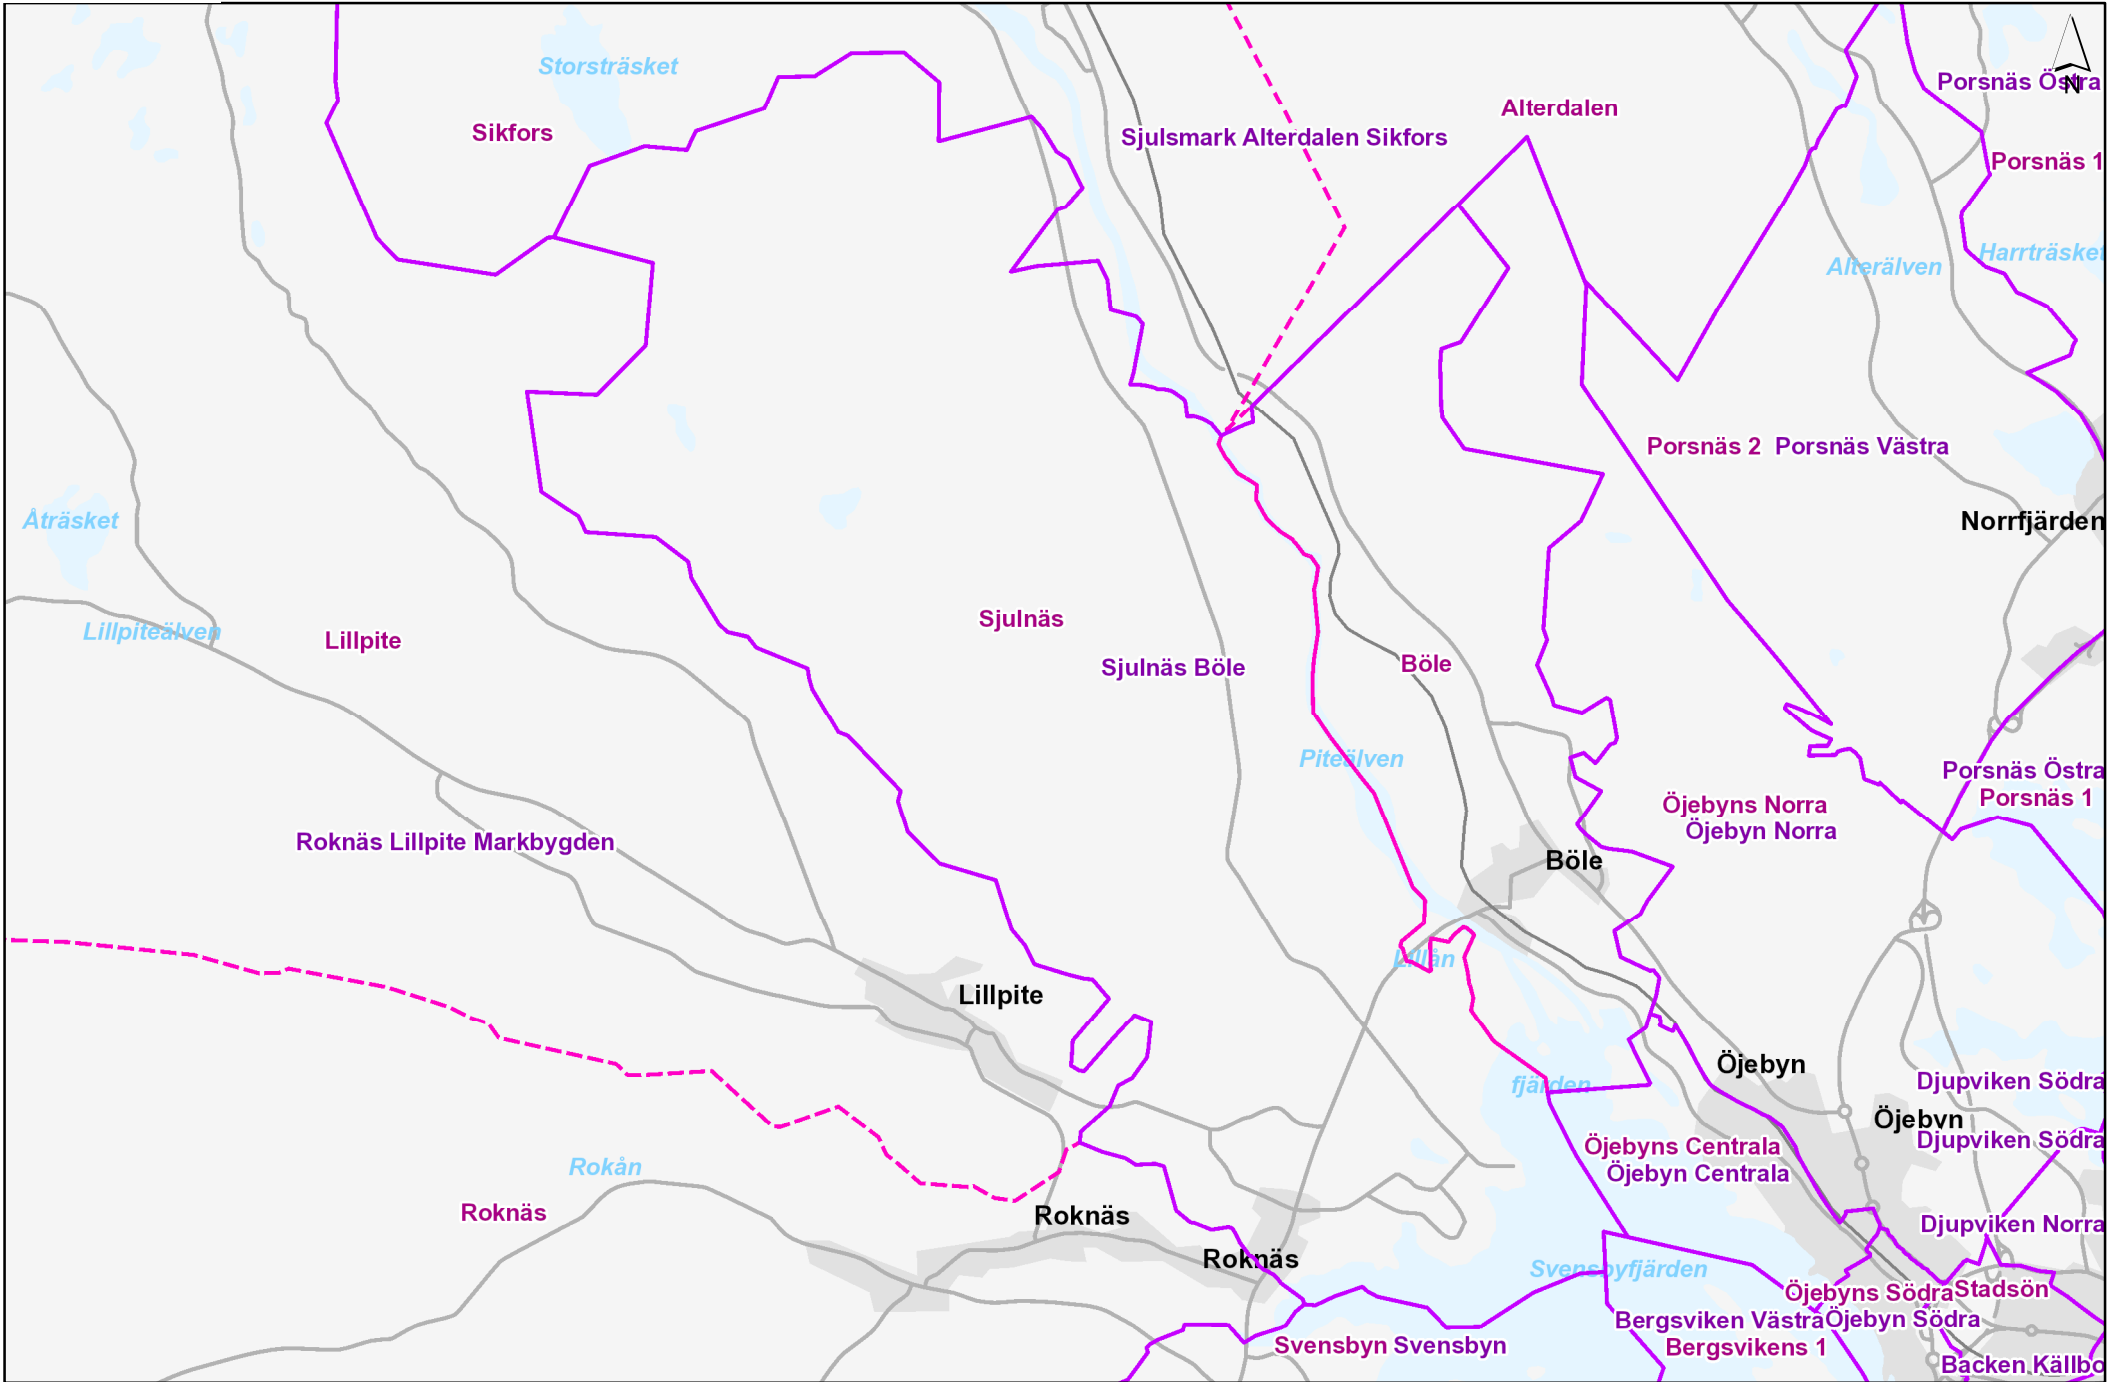 Storsträsket
Porsnäs Östra
N
Alterdalen
Sikfors
Sjulsmark Alterdalen Sikfors
Porsnäs 1
Harrträsket
Alterälven
Porsnäs 2 Porsnäs Västra
Åträsket
Norrfjärden
Sjulnäs
Lillpiteälven
Lillpite
Sjulnäs Böle
Böle
Piteälven
Porsnäs Östra
Porsnäs 1
Öjebyns Norra
Öjebyn Norra
Roknäs Lillpite Markbygden
Böle
Lillån
Lillpite
Öjebyn
fjärden
Djupviken Södra
Öjebyn
Djupviken Södra
Öjebyns Centrala
Öjebyn Centrala
Rokån
Roknäs
Roknäs
Djupviken Norra
Roknäs
Svensbyfjärden
Öjebyns Södra Stadsön
Bergsviken Västra Öjebyn Södra
Svensbyn Svensbyn
Bergsvikens 1
Backen Källbo